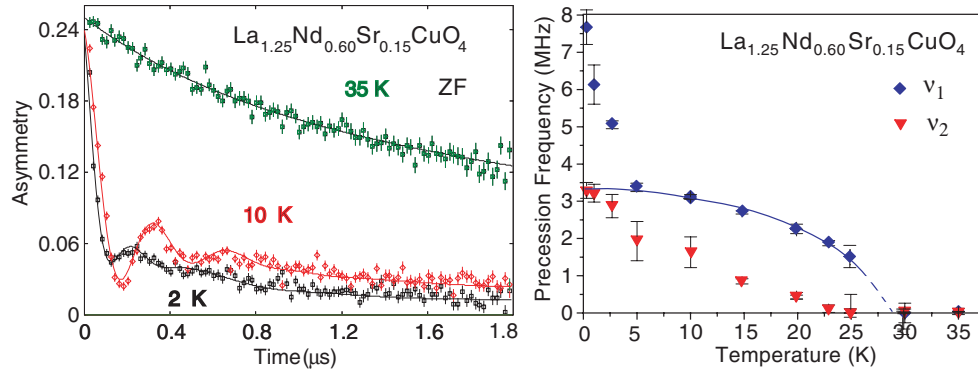 La1.25Nd0.60Sr0.15CuO4
35 K
ZF
10 K
2 K
Asymmetry
0.24
0.18
0.12
0.06
0
0 0.4 0.8 1.2 1.6 1.8
Time (μs)
La1.25Nd0.60Sr0.15CuO4
ν1
ν2
Precession Frequency (MHz)
8
7
6
5
4
3
2
1
0
0 5 10 15 20 25 30 35
Temperature (K)